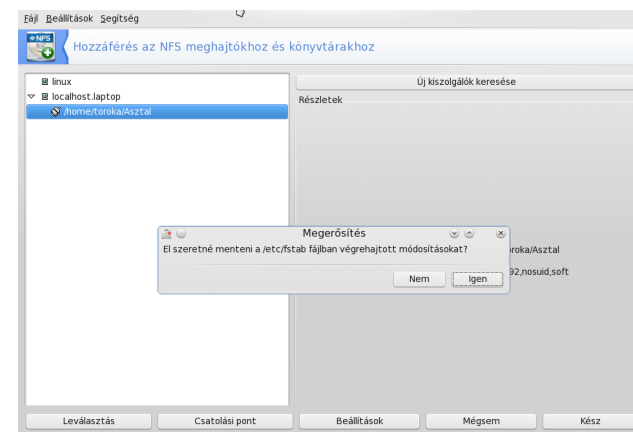 Fájl Beállítások Segítség
NFS
Hozzáférés az NFS meghajtókhoz és könyvtárakhoz
linux
localhost.laptop
/home/toroka/Asztal
Új kiszolgálók keresése
Részletek
Megerősítés
El szeretné menteni a /etc/fstab fájlban végrehajtott módosításokat?
Nem Igen
roka/Asztal
92,nosuid,soft
Leválasztás Csatolási pont Beállítások Mégsem Kész